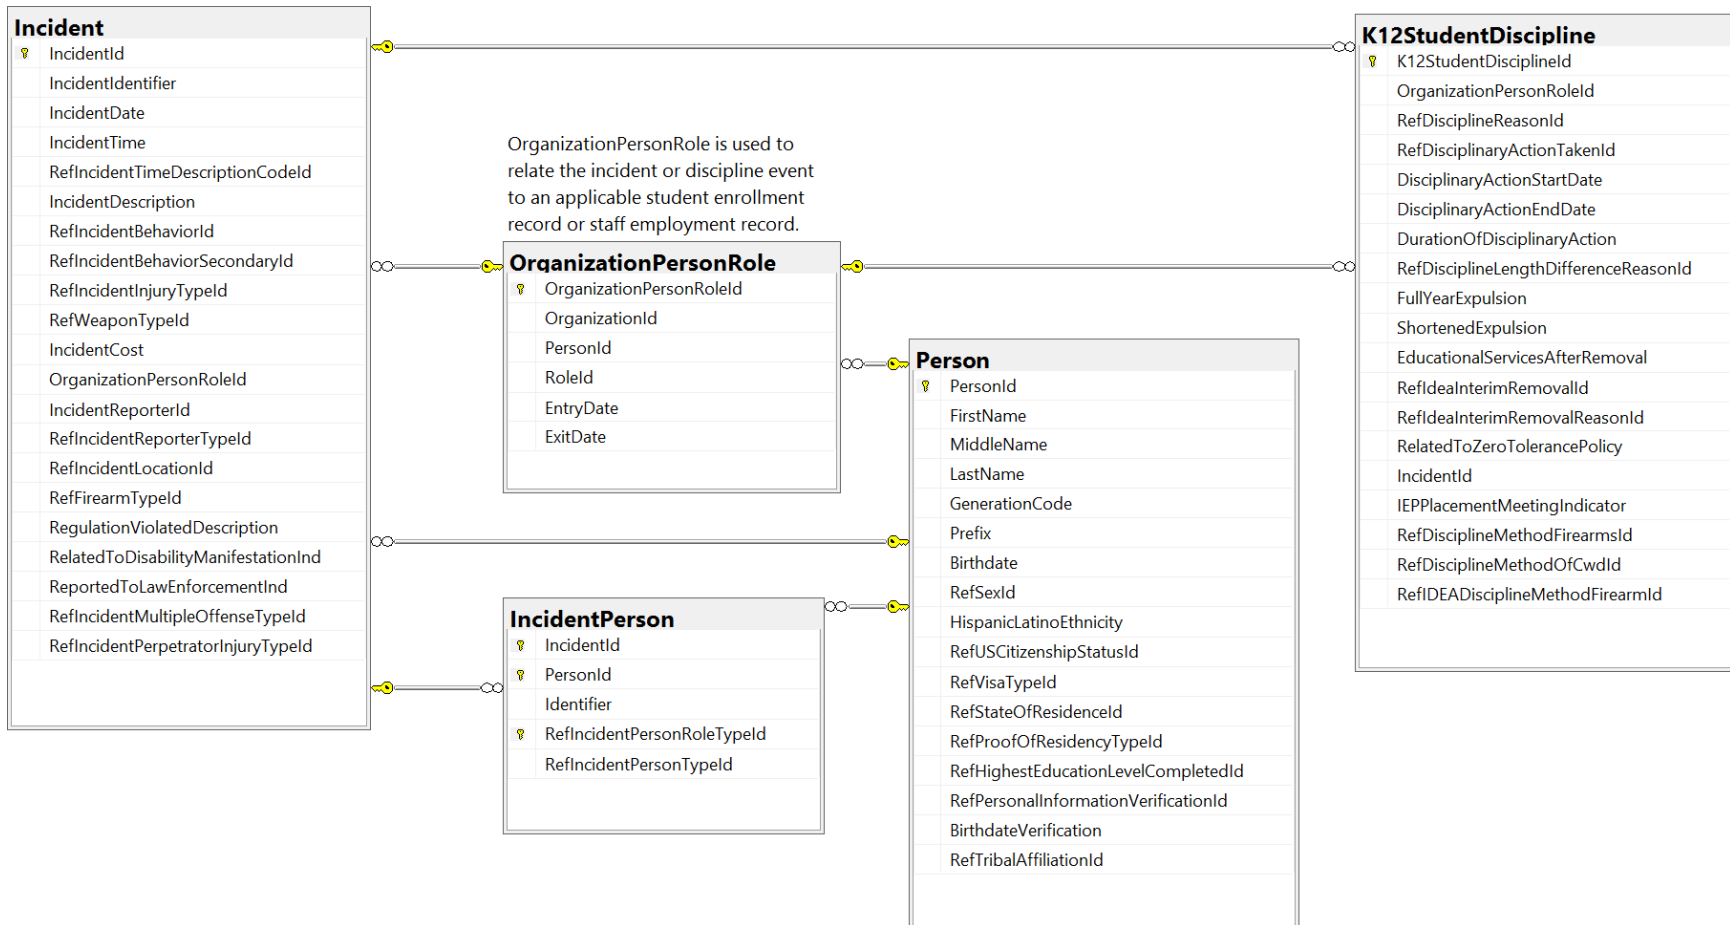 Incident
IncidentId
IncidentIdentifier
IncidentDate
IncidentTime
RefIncidentTimeDescriptionCodeId
IncidentDescription
RefIncidentBehaviorId
RefIncidentBehaviorSecondaryId
RefIncidentInjuryTypeId
RefWeaponTypeId
IncidentCost
OrganizationPersonRoleId
IncidentReporterId
RefIncidentReporterTypeId
RefIncidentLocationId
RefFirearmTypeId
RegulationViolatedDescription
RelatedToDisabilityManifestationInd
ReportedToLawEnforcementInd
RefIncidentMultipleOffenseTypeId
RefIncidentPerpetratorInjuryTypeId
OrganizationPersonRole is used to
relate the incident or discipline event
to an applicable student enrollment
record or staff employment record.
OrganizationPersonRole
OrganizationPersonRoleId
OrganizationId
PersonId
RoleId
EntryDate
ExitDate
IncidentPerson
IncidentId
PersonId
Identifier
RefIncidentPersonRoleTypeId
RefIncidentPersonTypeId
Person
PersonId
FirstName
MiddleName
LastName
GenerationCode
Prefix
Birthdate
RefSexId
HispanicLatinoEthnicity
RefUSCitizenshipStatusId
RefVisaTypeId
RefStateOfResidenceId
RefProofOfResidencyTypeId
RefHighestEducationLevelCompletedId
RefPersonalInformationVerificationId
BirthdateVerification
RefTribalAffiliationId
K12StudentDiscipline
K12StudentDisciplineId
OrganizationPersonRoleId
RefDisciplineReasonId
RefDisciplinaryActionTakenId
DisciplinaryActionStartDate
DisciplinaryActionEndDate
DurationOfDisciplinaryAction
RefDisciplineLengthDifferenceReasonId
FullYearExpulsion
ShortenedExpulsion
EducationalServicesAfterRemoval
RefIdeaInterimRemovalId
RefIdeaInterimRemovalReasonId
RelatedToZeroTolerancePolicy
IncidentId
IEPPlacementMeetingIndicator
RefDisciplineMethodFirearmsId
RefDisciplineMethodOfCwdId
RefIDEADisciplineMethodFirearmId